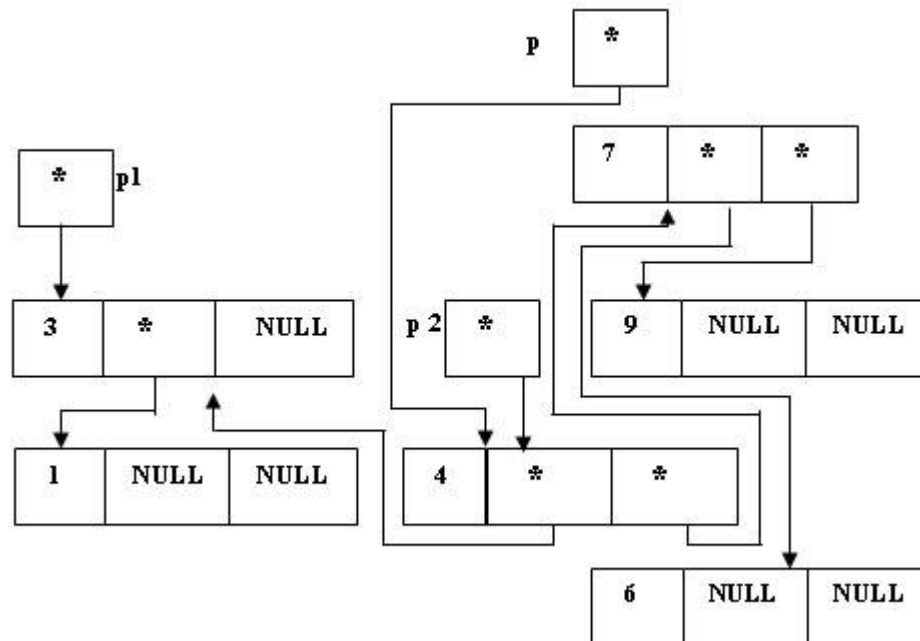 p *
7 * *
* p1
3 * NULL
p 2 *
9 NULL NULL
1 NULL NULL
4 * *
6 NULL NULL